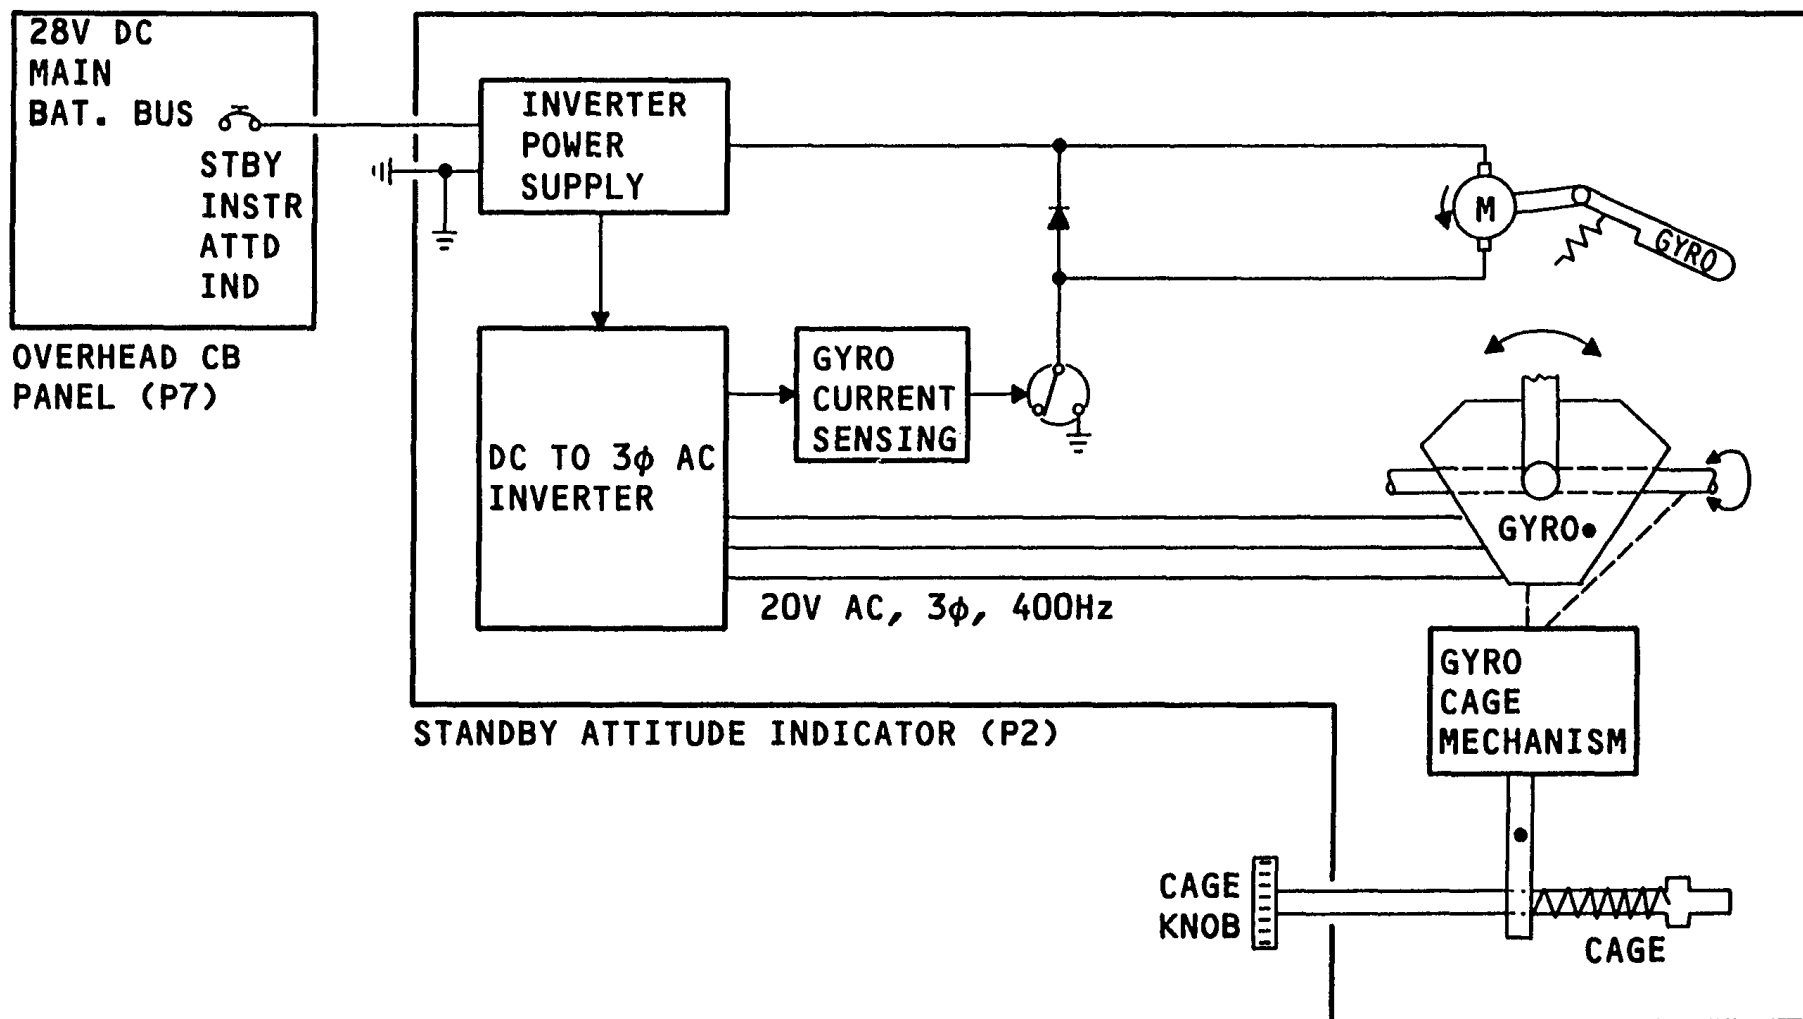 28V DC
MAIN
BAT. BUS
STBY
INSTR
ATTD
IND
OVERHEAD CB
PANEL (P7)
INVERTER
POWER
SUPPLY
M
GYRO
DC TO 3ϕ AC
INVERTER
GYRO
CURRENT
SENSING
GYRO
20V AC, 3ϕ, 400Hz
GYRO
CAGE
MECHANISM
STANDBY ATTITUDE INDICATOR (P2)
CAGE
KNOB
CAGE